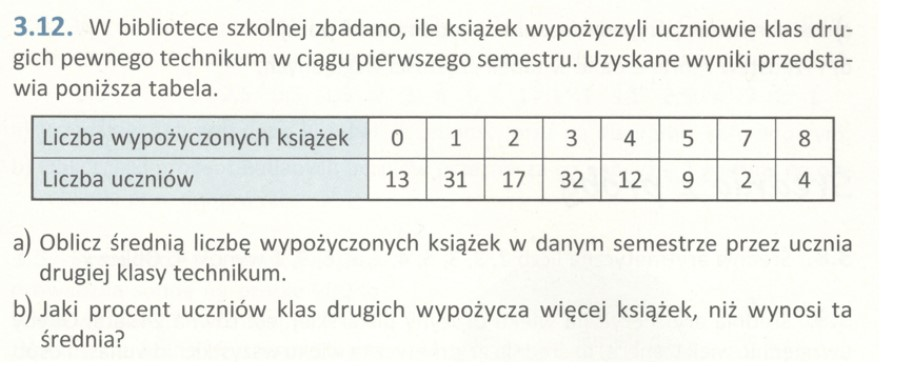 3.12. W bibliotece szkolnej zbadano, ile książek wypożyczyli uczniowie klas dru-
gich pewnego technikum w ciągu pierwszego semestru. Uzyskane wyniki przedsta-
wia poniższa tabela.
Liczba wypożyczonych książek 0 1 2 3 4 5 7 8
Liczba uczniów 13 31 17 32 12 9 2 4
a) Oblicz średnią liczbę wypożyczonych książek w danym semestrze przez ucznia
drugiej klasy technikum.
b) Jaki procent uczniów klas drugich wypożycza więcej książek, niż wynosi ta
średnia?